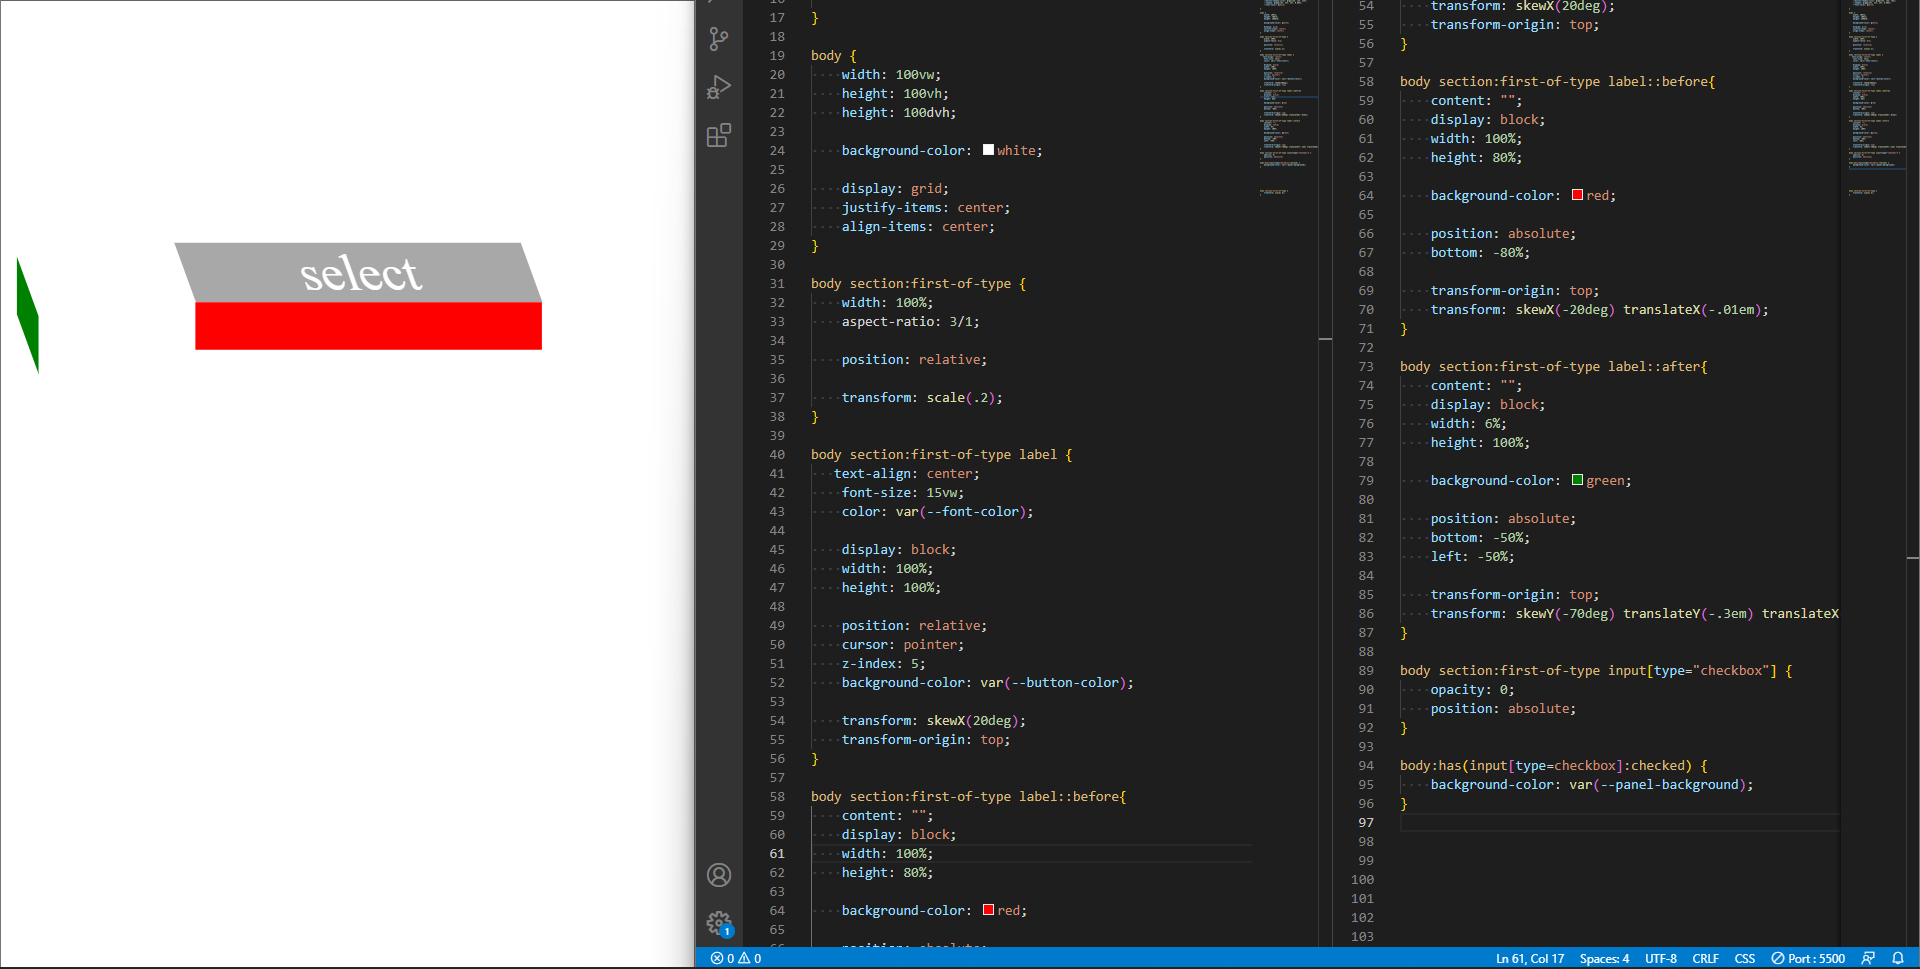 select
17 }
18
19 body {
20 width: 100vw;
21 height: 100vh;
22 height: 100dvh;
23
24 background-color: white;
25
26 display: grid;
27 justify-items: center;
28 align-items: center;
29 }
30
31 body section:first-of-type {
32 width: 100%;
33 aspect-ratio: 3/1;
34
35 position: relative;
36
37 transform: scale(.2);
38 }
39
40 body section:first-of-type label {
41 text-align: center;
42 font-size: 15vw;
43 color: var(--font-color);
44
45 display: block;
46 width: 100%;
47 height: 100%;
48
49 position: relative;
50 cursor: pointer;
51 z-index: 5;
52 background-color: var(--button-color);
53
54 transform: skewX(20deg);
55 transform-origin: top;
56 }
57
58 body section:first-of-type label::before{
59 content: "";
60 display: block;
61 width: 100%;
62 height: 80%;
63
64 background-color: red;
65
54 transform: skewX(20deg);
55 transform-origin: top;
56 }
57
58 body section:first-of-type label::before{
59 content: "";
60 display: block;
61 width: 100%;
62 height: 80%;
63
64 background-color: red;
65
66 position: absolute;
67 bottom: -80%;
68
69 transform-origin: top;
70 transform: skewX(-20deg) translateX(-.01em);
71 }
72
73 body section:first-of-type label::after{
74 content: "";
75 display: block;
76 width: 6%;
77 height: 100%;
78
79 background-color: green;
80
81 position: absolute;
82 bottom: -50%;
83 left: -50%;
84
85 transform-origin: top;
86 transform: skewY(-70deg) translateY(-.3em) translateX
87 }
88
89 body section:first-of-type input[type="checkbox"] {
90 opacity: 0;
91 position: absolute;
92 }
93
94 body:has(input[type=checkbox]:checked) {
95 background-color: var(--panel-background);
96 }
97
98
99
100
101
102
103
1
0 0 Ln 61, Col 17 Spaces: 4 UTF-8 CRLF CSS Port : 5500